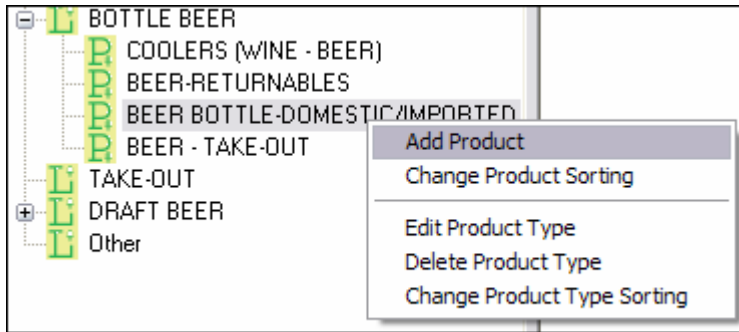 BOTTLE BEER
COOLERS (WINE - BEER)
BEER-RETURNABLES
BEER BOTTLE-DOMESTIC/IMPORTED
BEER - TAKE-OUT
TAKE-OUT
DRAFT BEER
Other
Add Product
Change Product Sorting
Edit Product Type
Delete Product Type
Change Product Type Sorting